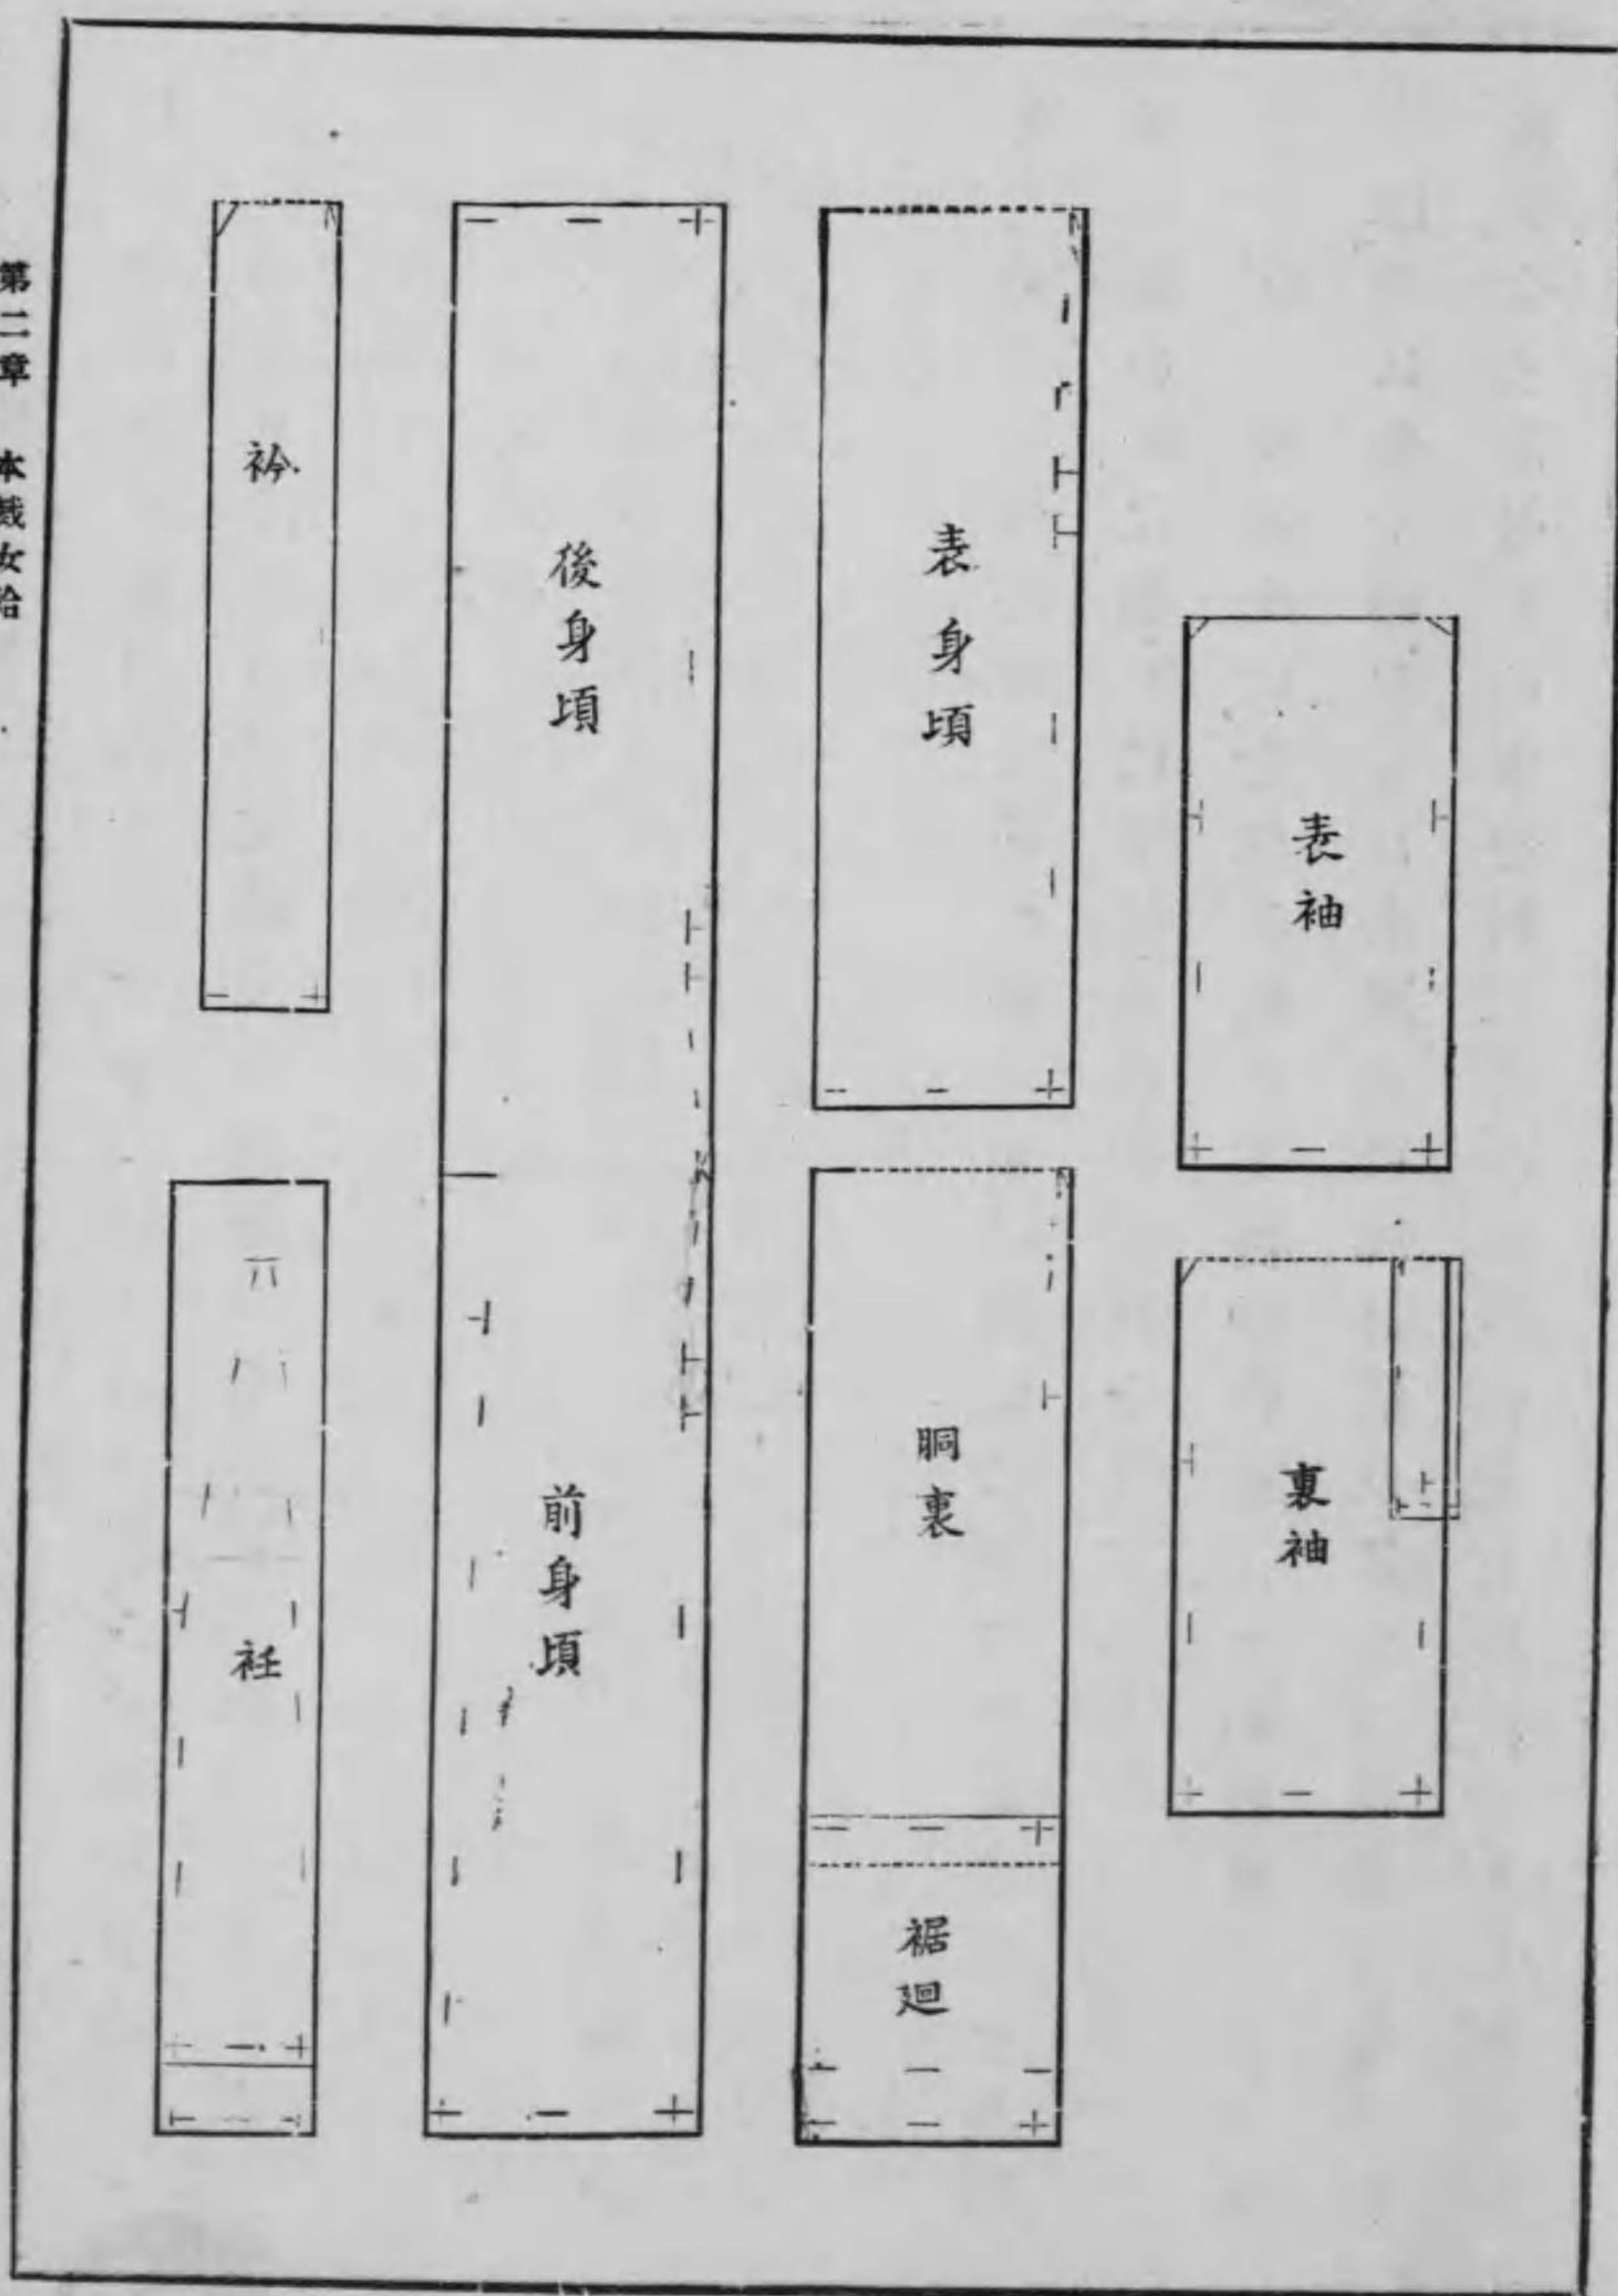 表袖
裏袖
表身頃
胴裏
裾廻
後身頃
前身頃
衿
衽
第二章 本裁女袷